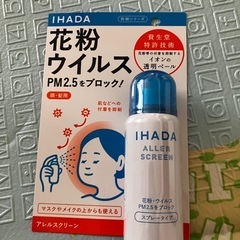 IHADA
花粉
ウイルス
PM2.5をブロック!
顔・髪用
資生堂
特許技術
イオンの
透明ベール
マスクやメイクの上からも使える
アレルスクリーン
IHADA
ALLER
SCREEN
花粉・ウイルス
PM2.5をブロック
スプレータイプ